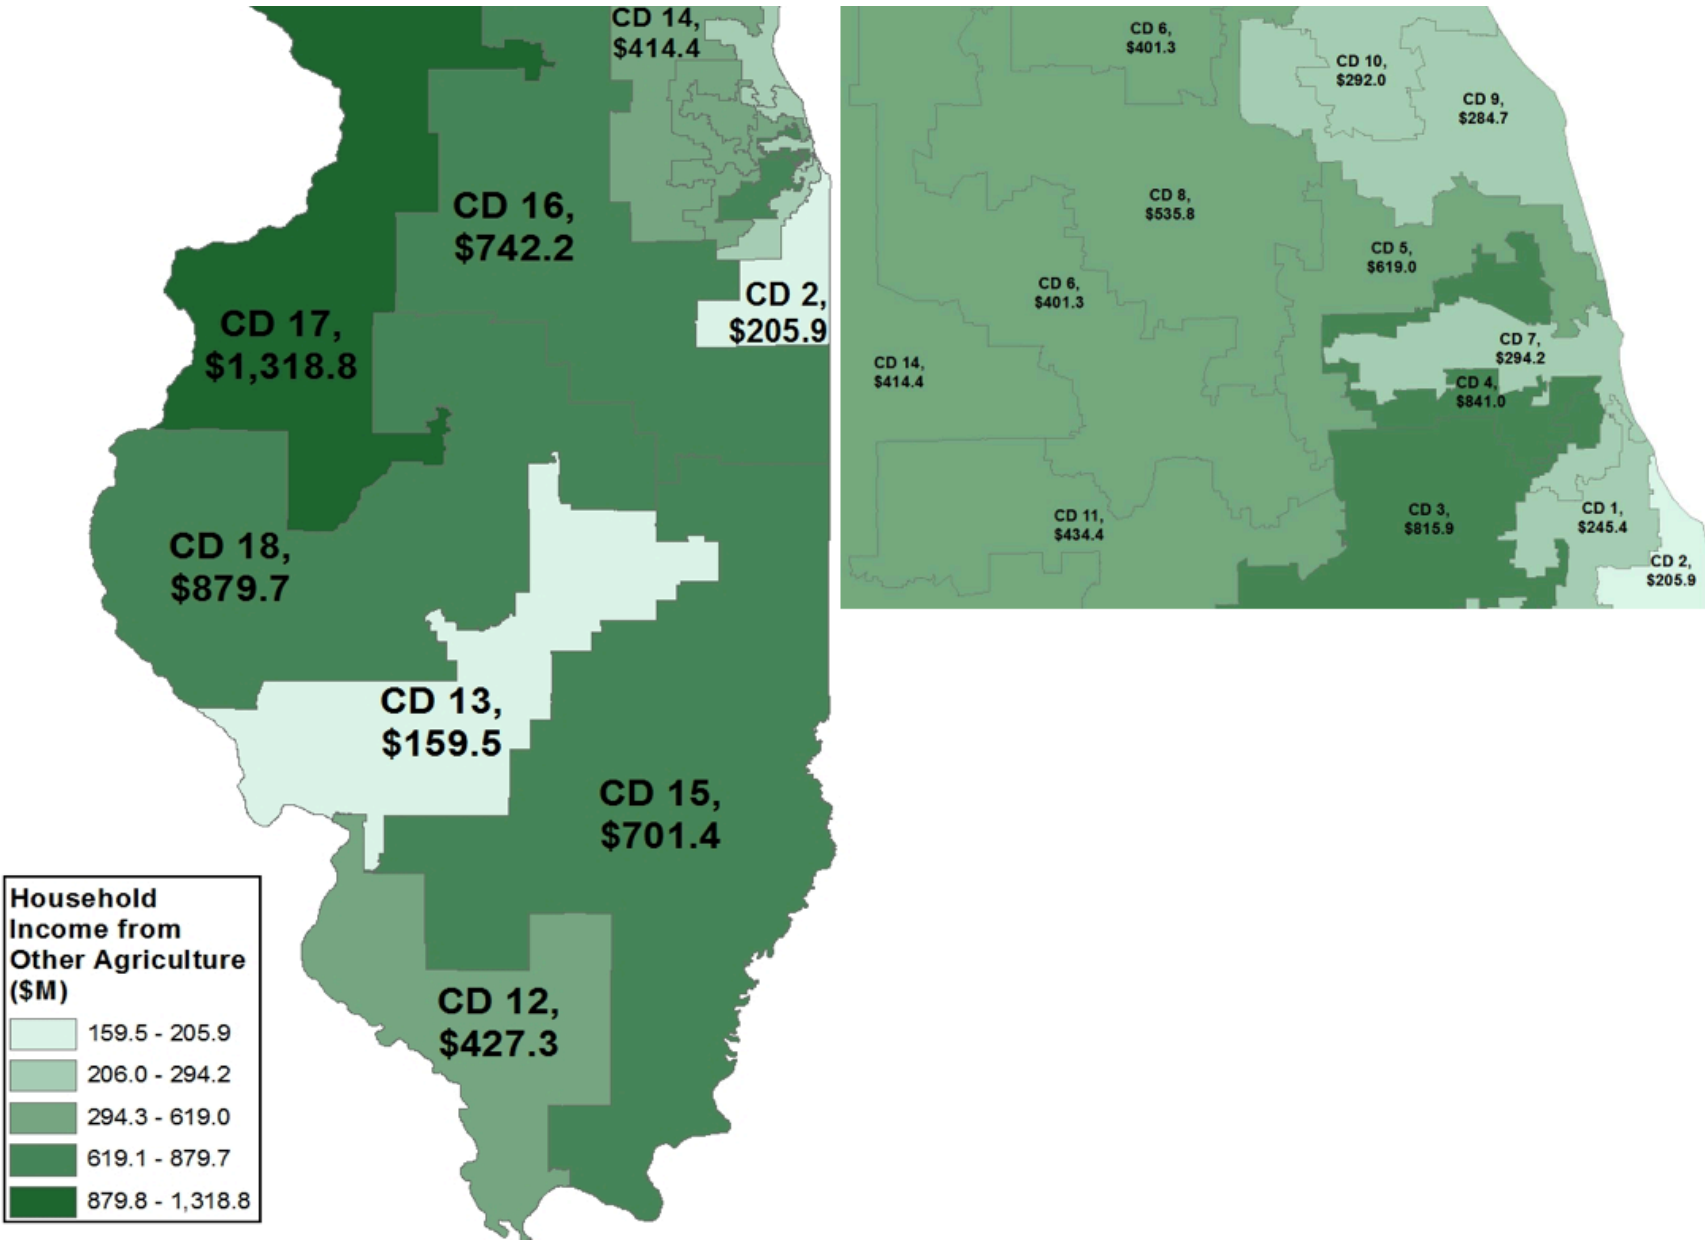 CD 14,
$414.4
CD 16,
$742.2
CD 2,
$205.9
CD 17,
$1,318.8
CD 18,
$879.7
CD 13,
$159.5
CD 15,
$701.4
CD 12,
$427.3
Household
Income from
Other Agriculture
($M)
159.5 - 205.9
206.0 - 294.2
294.3 - 619.0
619.1 - 879.7
879.8 - 1,318.8
CD 6,
$401.3
CD 10,
$292.0
CD 9,
$284.7
CD 8,
$535.8
CD 5,
$619.0
CD 6,
$401.3
CD 7,
$294.2
CD 14,
$414.4
CD 4,
$841.0
CD 11,
$434.4
CD 3,
$815.9
CD 1,
$245.4
CD 2,
$205.9